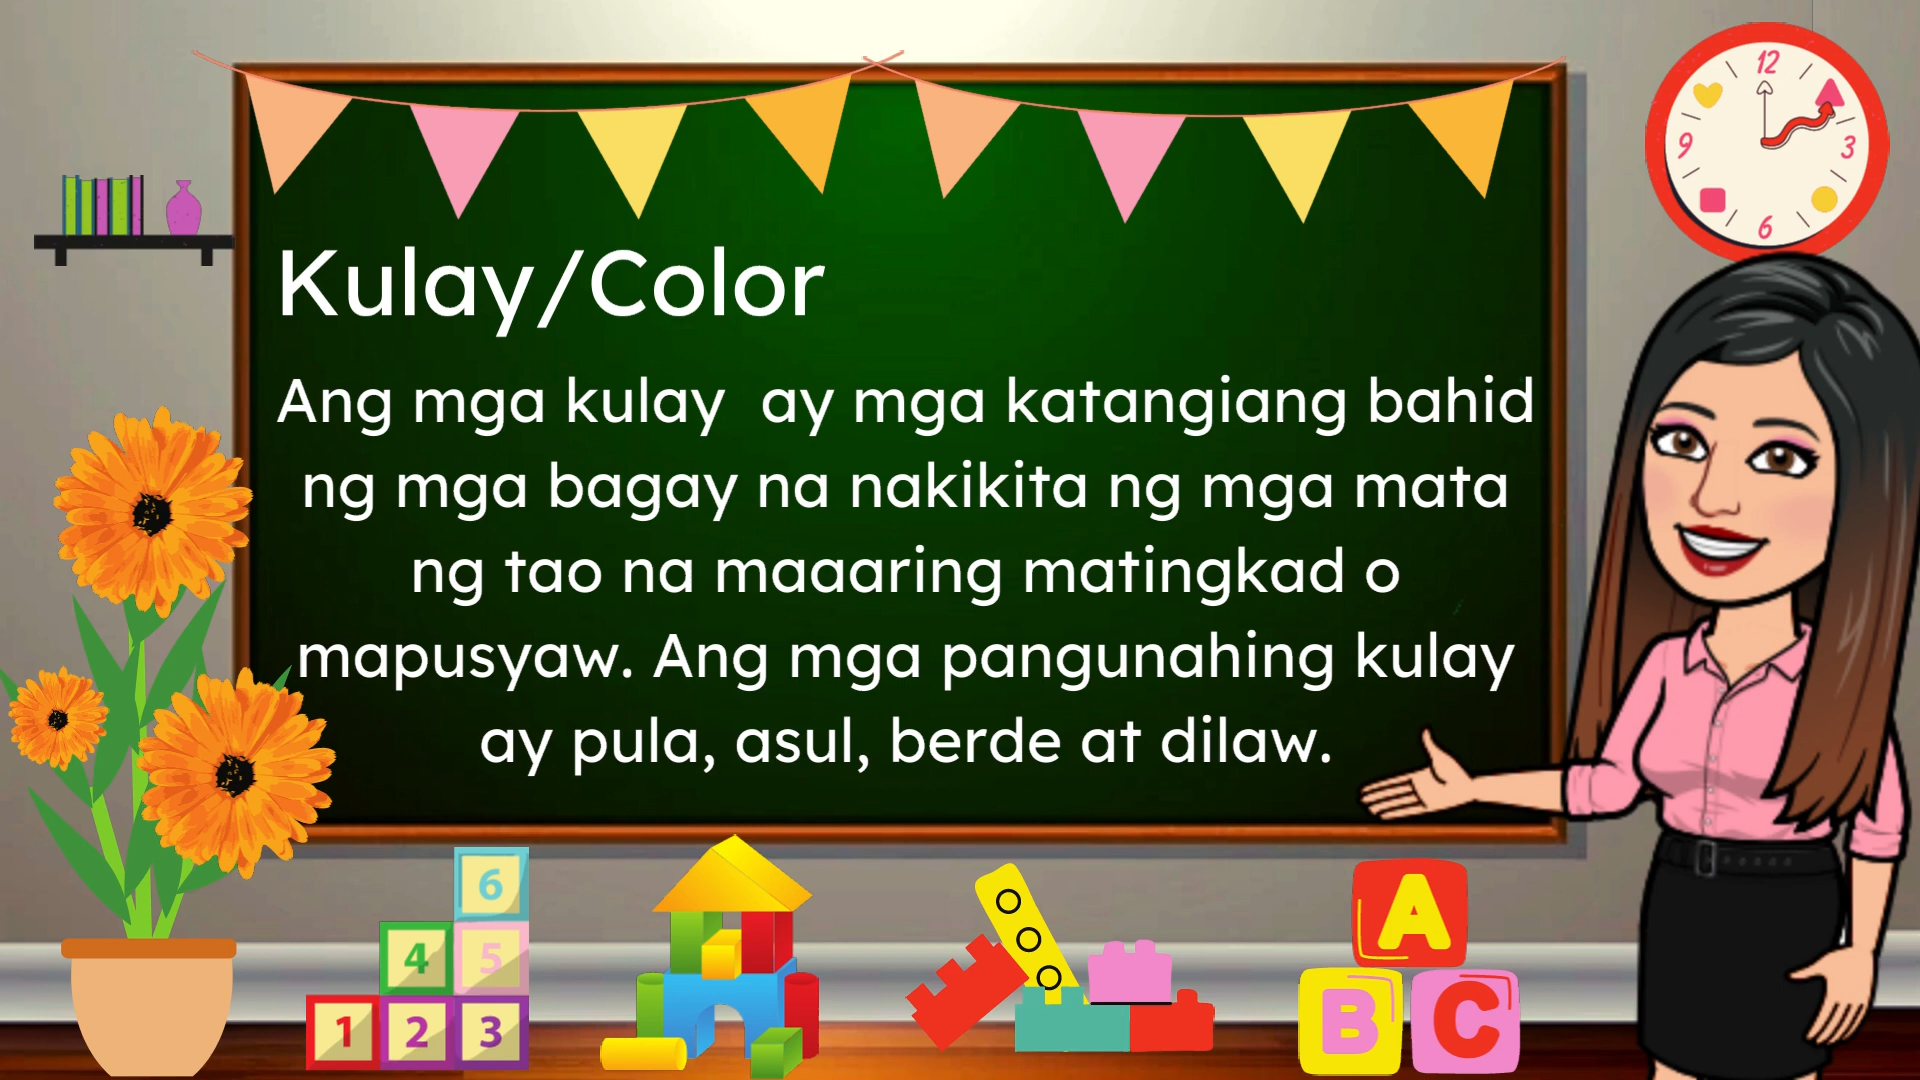 12
9
3
6
Kulay/Color
Ang mga kulay  ay mga katangiang bahid
ng mga bagay na nakikita ng mga mata
ng tao na maaaring matingkad o
mapusyaw. Ang mga pangunahing kulay
ay pula, asul, berde at dilaw.
6
4 5
1 2 3
A
B C